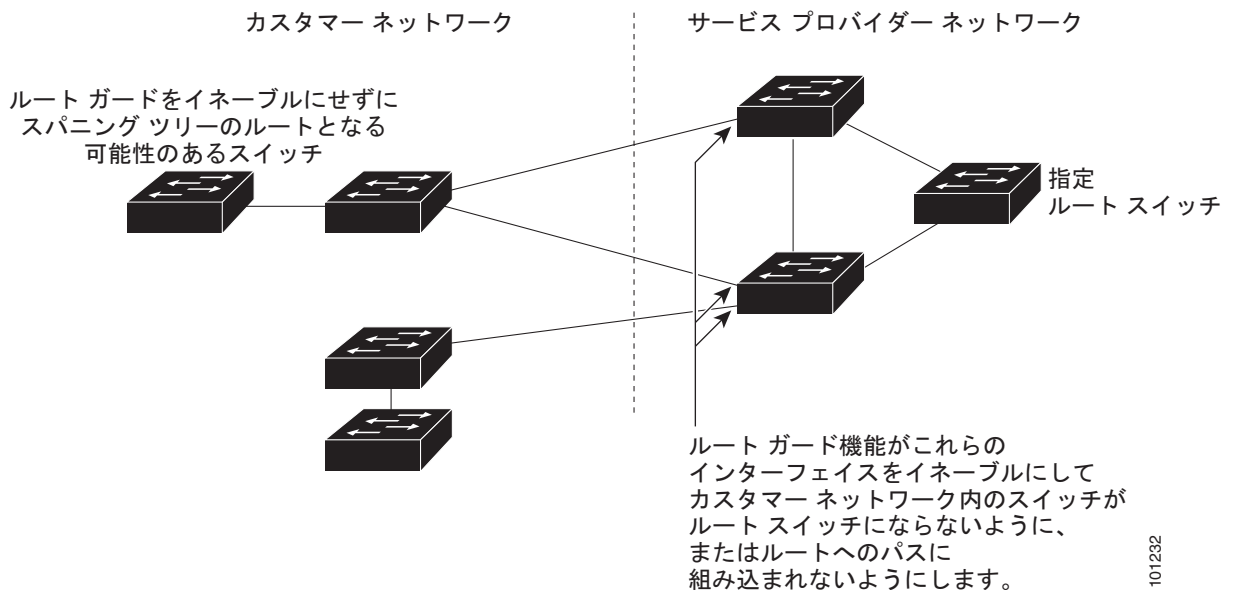 カスタマー ネットワーク
サービス プロバイダー ネットワーク
ルート ガードをイネーブルにせずに
スパニング ツリーのルートとなる
可能性のあるスイッチ
指定
ルート スイッチ
ルート ガード機能がこれらの
インターフェイスをイネーブルにして
カスタマー ネットワーク内のスイッチが
ルート スイッチにならないように、
またはルートへのパスに
組み込まれないようにします。
101232